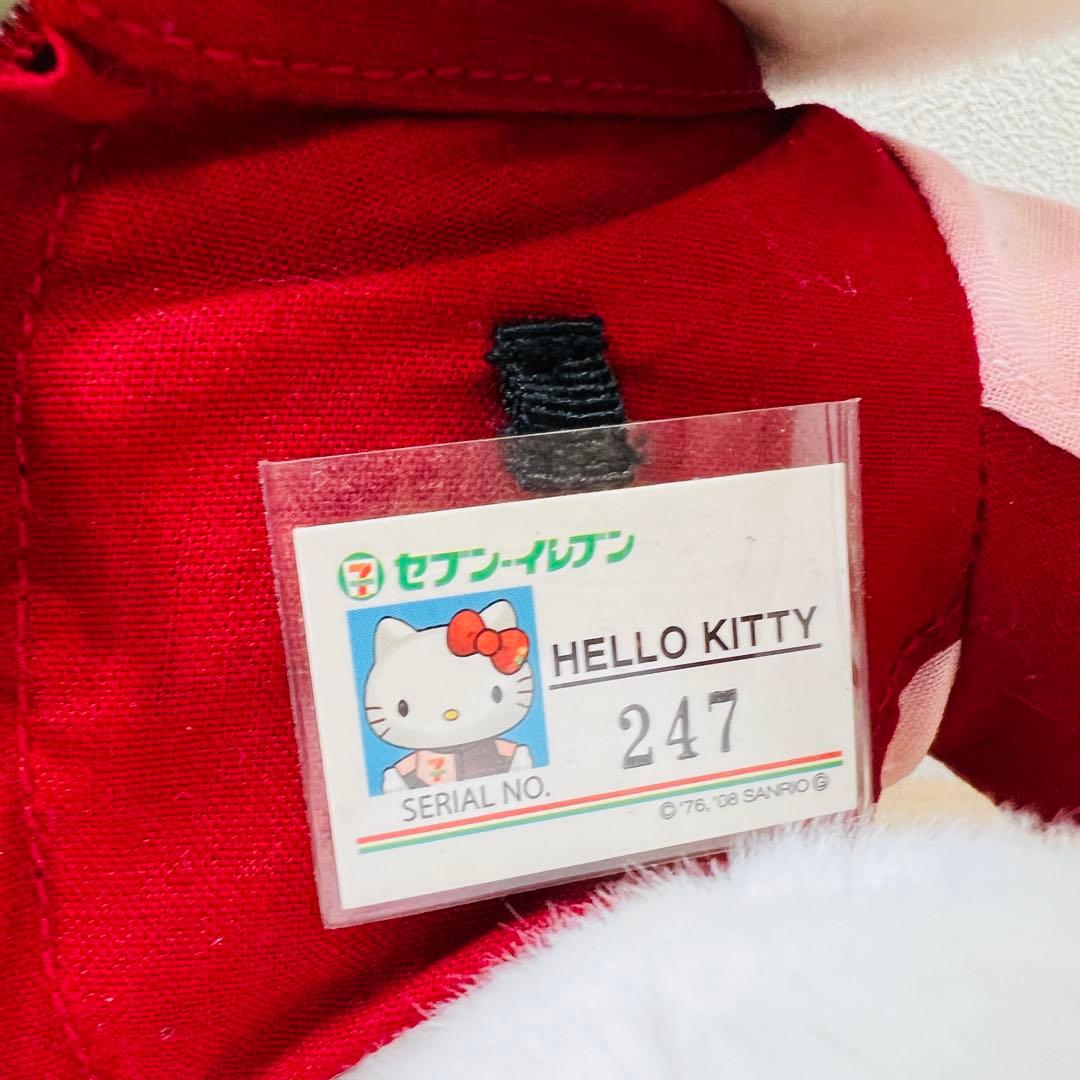 セブン-イレブン
HELLO KITTY
247
SERIAL NO.
© '76, '08 SANRIO Ⓖ